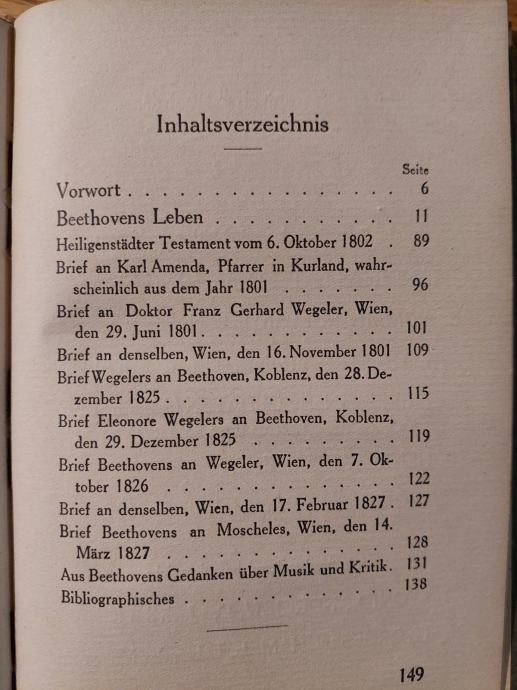 Inhaltsverzeichnis
Seite
Vorwort . . . . . . . . . . . . . . . . . 6
Beethovens Leben . . . . . . . . . . . 11
Heiligenstädter Testament vom 6. Oktober 1802 . 89
Brief an Karl Amenda, Pfarrer in Kurland, wahr-
scheinlich aus dem Jahr 1801 . . . . . . . 96
Brief an Doktor Franz Gerhard Wegeler, Wien,
den 29. Juni 1801. . . . . . . . . . . . 101
Brief an denselben, Wien, den 16. November 1801 109
Brief Wegelers an Beethoven, Koblenz, den 28. De-
zember 1825 . . . . . . . . . . . . . . 115
Brief Eleonore Wegelers an Beethoven, Koblenz,
den 29. Dezember 1825 . . . . . . . . . 119
Brief Beethovens an Wegeler, Wien, den 7. Ok-
tober 1826 . . . . . . . . . . . . . . 122
Brief an denselben, Wien, den 17. Februar 1827 . 127
Brief Beethovens an Moscheles, Wien, den 14.
März 1827 . . . . . . . . . . . . . . 128
Aus Beethovens Gedanken über Musik und Kritik . 131
Bibliographisches . . . . . . . . . . . . . 138
149